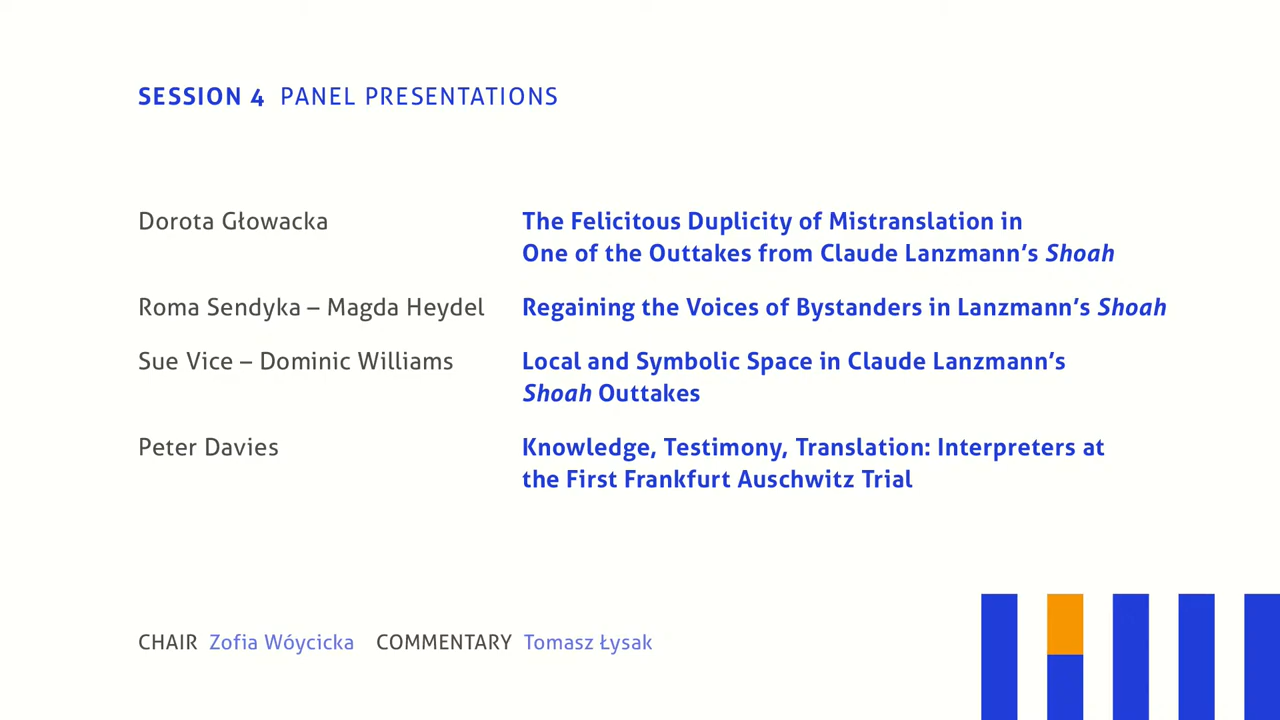 SESSION 4 PANEL PRESENTATIONS
Dorota Głowacka
The Felicitous Duplicity of Mistranslation in
One of the Outtakes from Claude Lanzmann’s Shoah
Roma Sendyka – Magda Heydel
Regaining the Voices of Bystanders in Lanzmann’s Shoah
Sue Vice – Dominic Williams
Local and Symbolic Space in Claude Lanzmann’s
Shoah Outtakes
Peter Davies
Knowledge, Testimony, Translation: Interpreters at
the First Frankfurt Auschwitz Trial
CHAIR Zofia Wóycicka COMMENTARY Tomasz Łysak